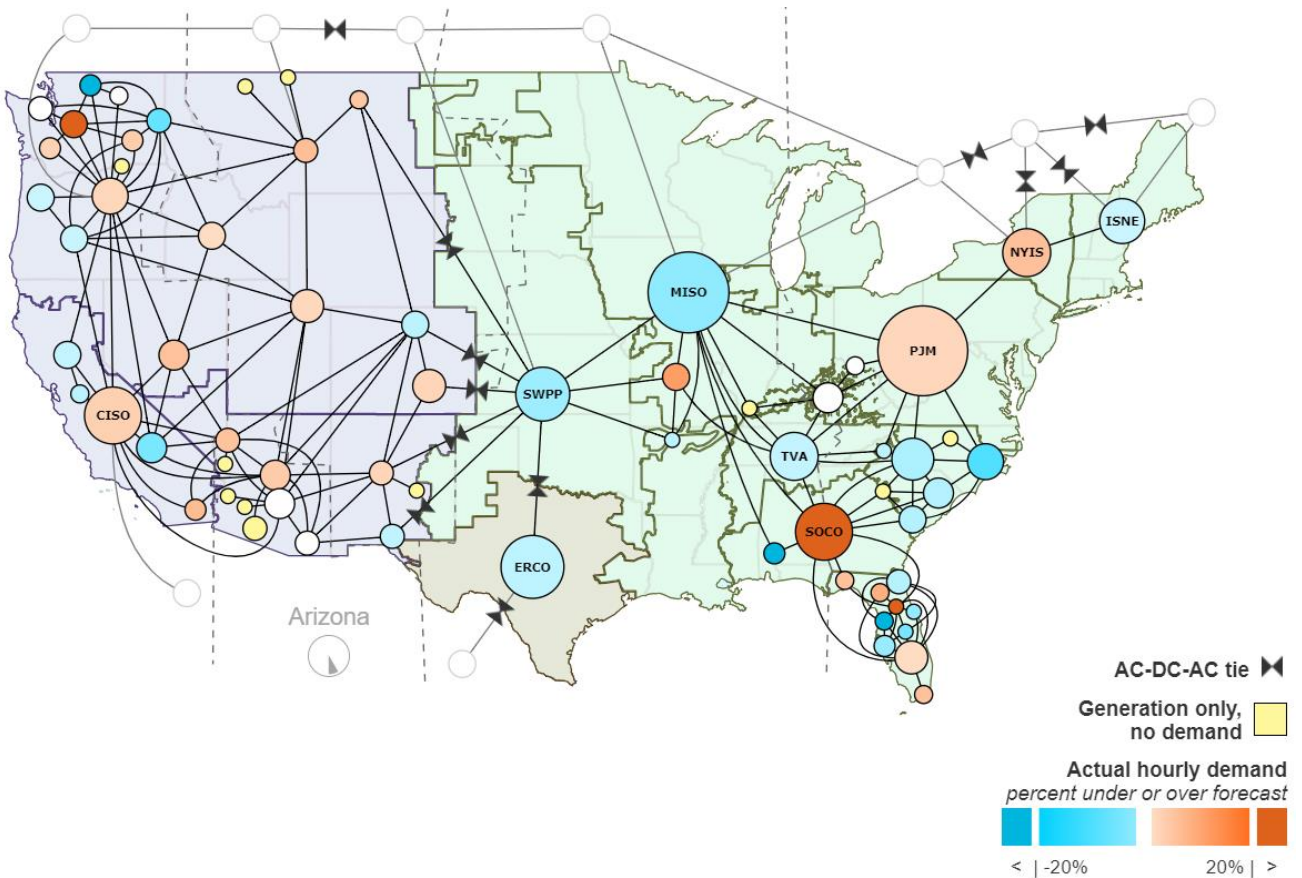 ISNE
NYIS
MISO
PJM
SWPP
CISO
TVA
SOCO
ERCO
Arizona
AC-DC-AC tie
Generation only,
no demand
Actual hourly demand
percent under or over forecast
< | -20%
20% | >